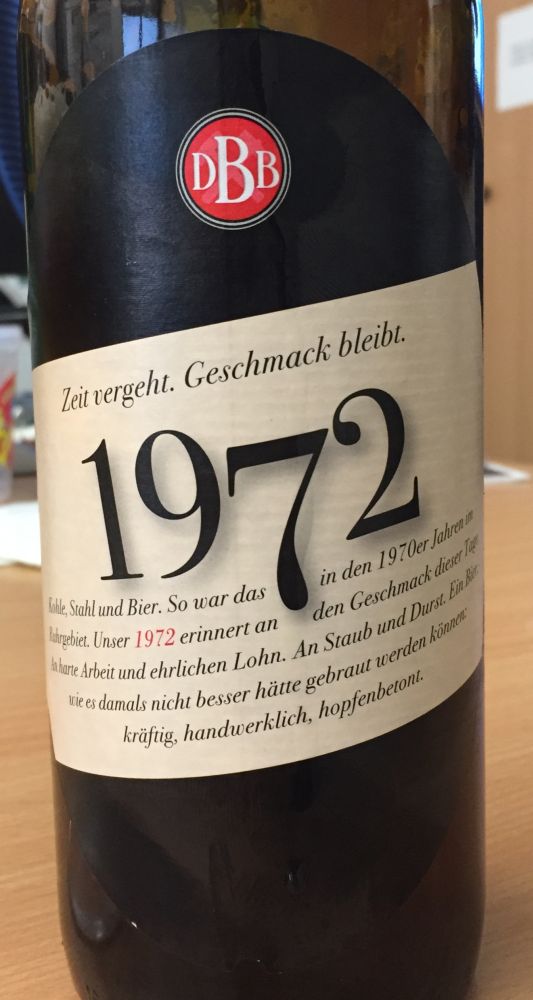 DBB
Zeit vergeht. Geschmack bleibt.
1972
Kohle, Stahl und Bier. So war das in den 1970er Jahren im
Ruhrgebiet. Unser 1972 erinnert an den Geschmack dieser Tage.
An harte Arbeit und ehrlichen Lohn. An Staub und Durst. Ein Bier,
wie es damals nicht besser hätte gebraut werden können:
kräftig, handwerklich, hopfenbetont.